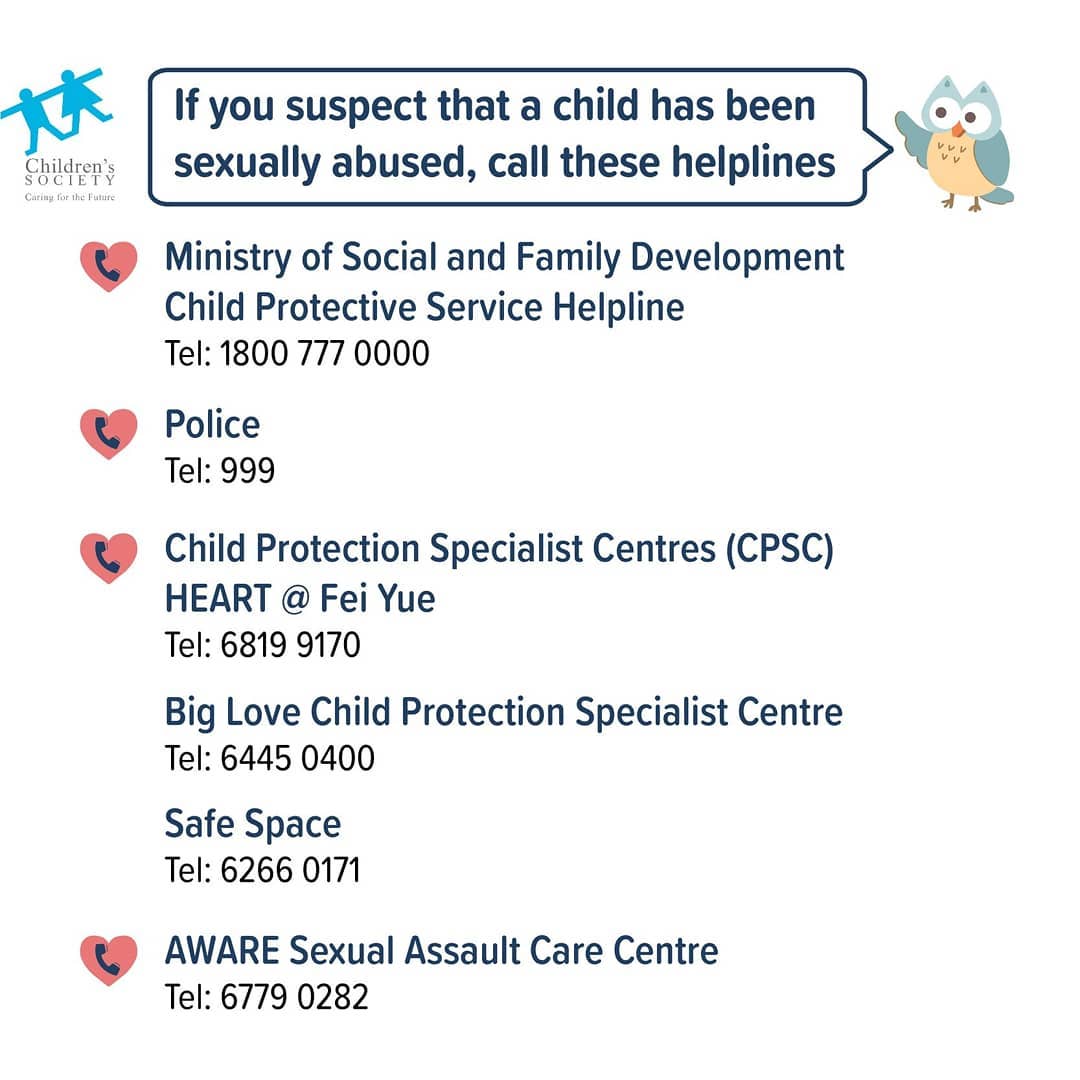 Children's
SOCIETY
Caring for the Future
If you suspect that a child has been
sexually abused, call these helplines
Ministry of Social and Family Development
Child Protective Service Helpline
Tel: 1800 777 0000
Police
Tel: 999
Child Protection Specialist Centres (CPSC)
HEART @ Fei Yue
Tel: 6819 9170
Big Love Child Protection Specialist Centre
Tel: 6445 0400
Safe Space
Tel: 6266 0171
AWARE Sexual Assault Care Centre
Tel: 6779 0282